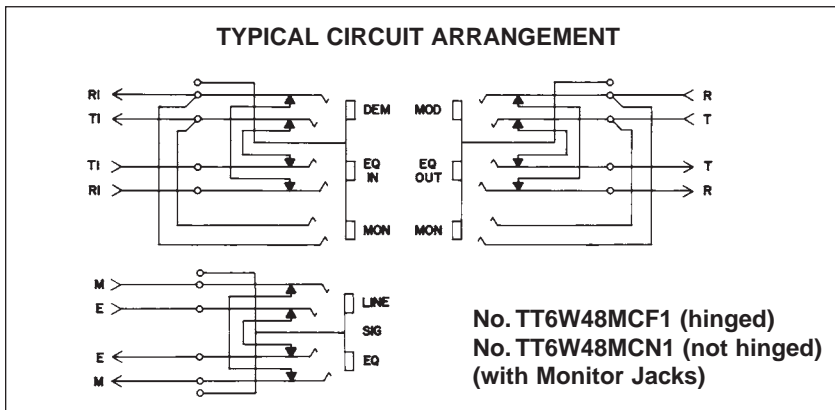 TYPICAL CIRCUIT ARRANGEMENT
RI
TI
TI
RI
DEM
EQ
IN
MON
MOD
EQ
OUT
MON
R
T
T
R
M
E
E
M
LINE
SIG
EQ
No. TT6W48MCF1 (hinged)
No. TT6W48MCN1 (not hinged)
(with Monitor Jacks)